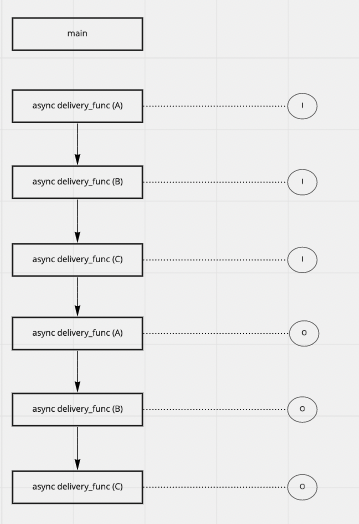 main
async delivery_func (A)
I
async delivery_func (B)
I
async delivery_func (C)
I
async delivery_func (A)
O
async delivery_func (B)
O
async delivery_func (C)
O